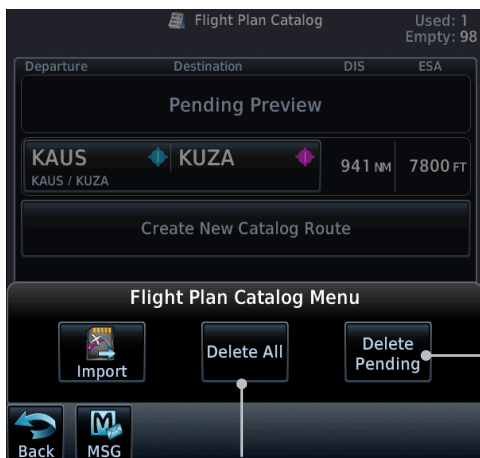 Flight Plan Catalog
Used: 1
Empty: 98
Departure Destination DIS ESA
Pending Preview
KAUS KUZA 941 NM 7800 FT
KAUS / KUZA
Create New Catalog Route
Flight Plan Catalog Menu
Import
Delete All
Delete
Pending
Back
MSG